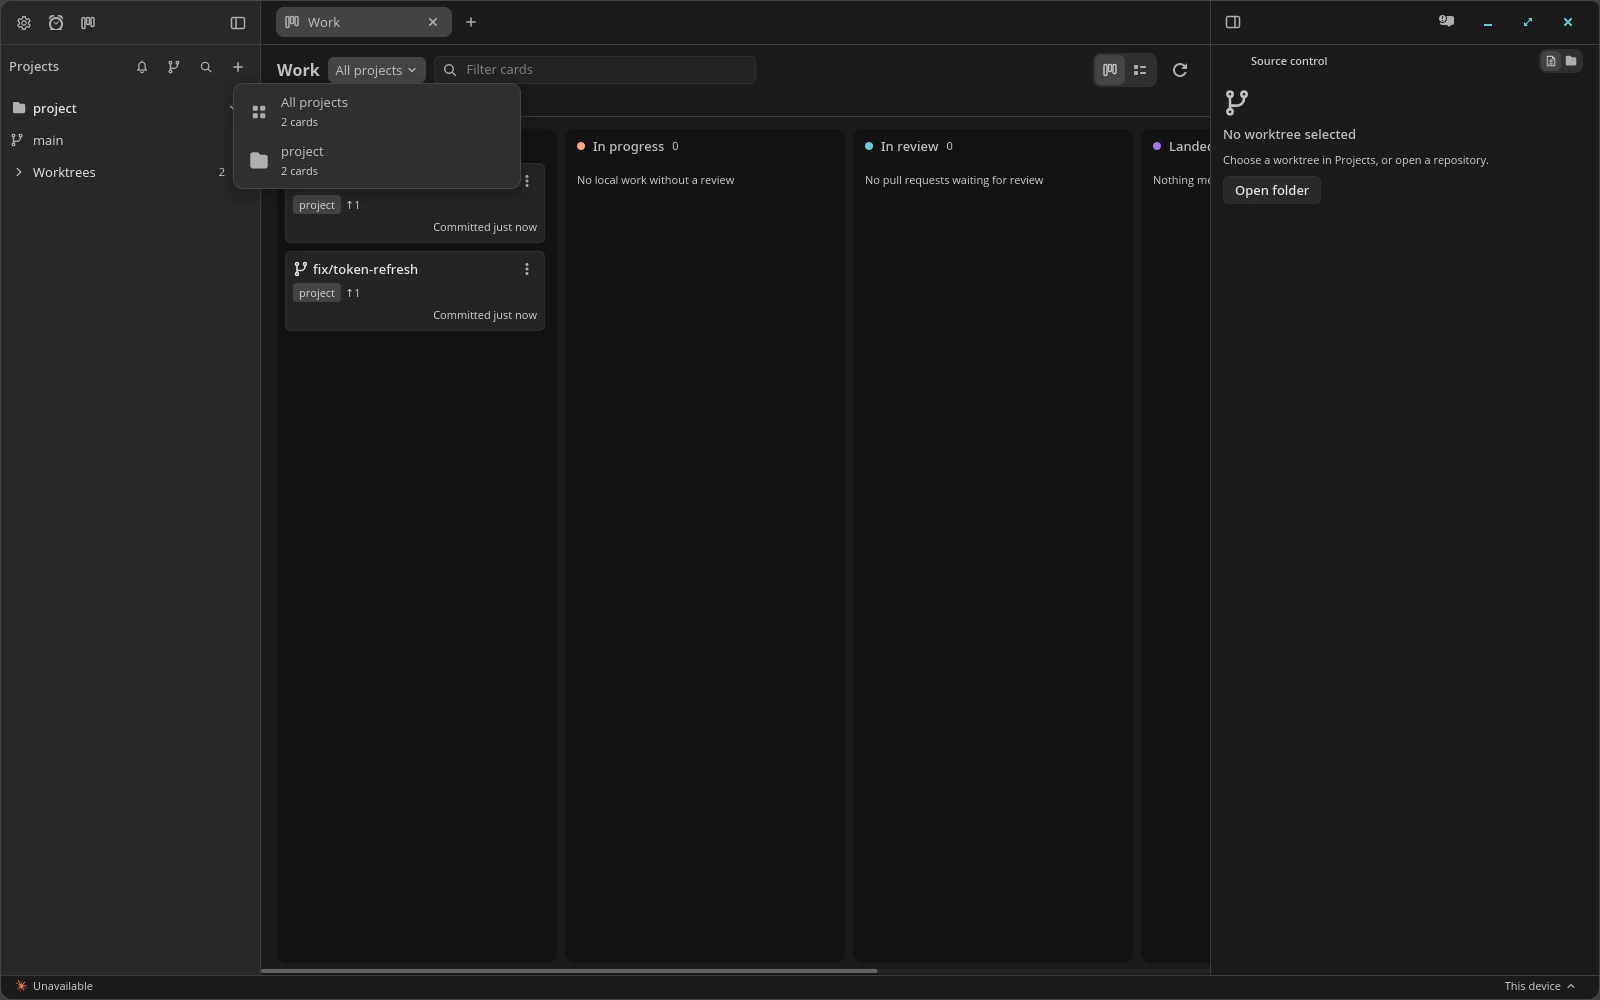 Work
Projects
project
main
Worktrees 2
Work All projects
Filter cards
All projects
2 cards
project
2 cards
project ↑1
Committed just now
fix/token-refresh
project ↑1
Committed just now
In progress 0
No local work without a review
In review 0
No pull requests waiting for review
Landed
Nothing me
Source control
No worktree selected
Choose a worktree in Projects, or open a repository.
Open folder
Unavailable
This device